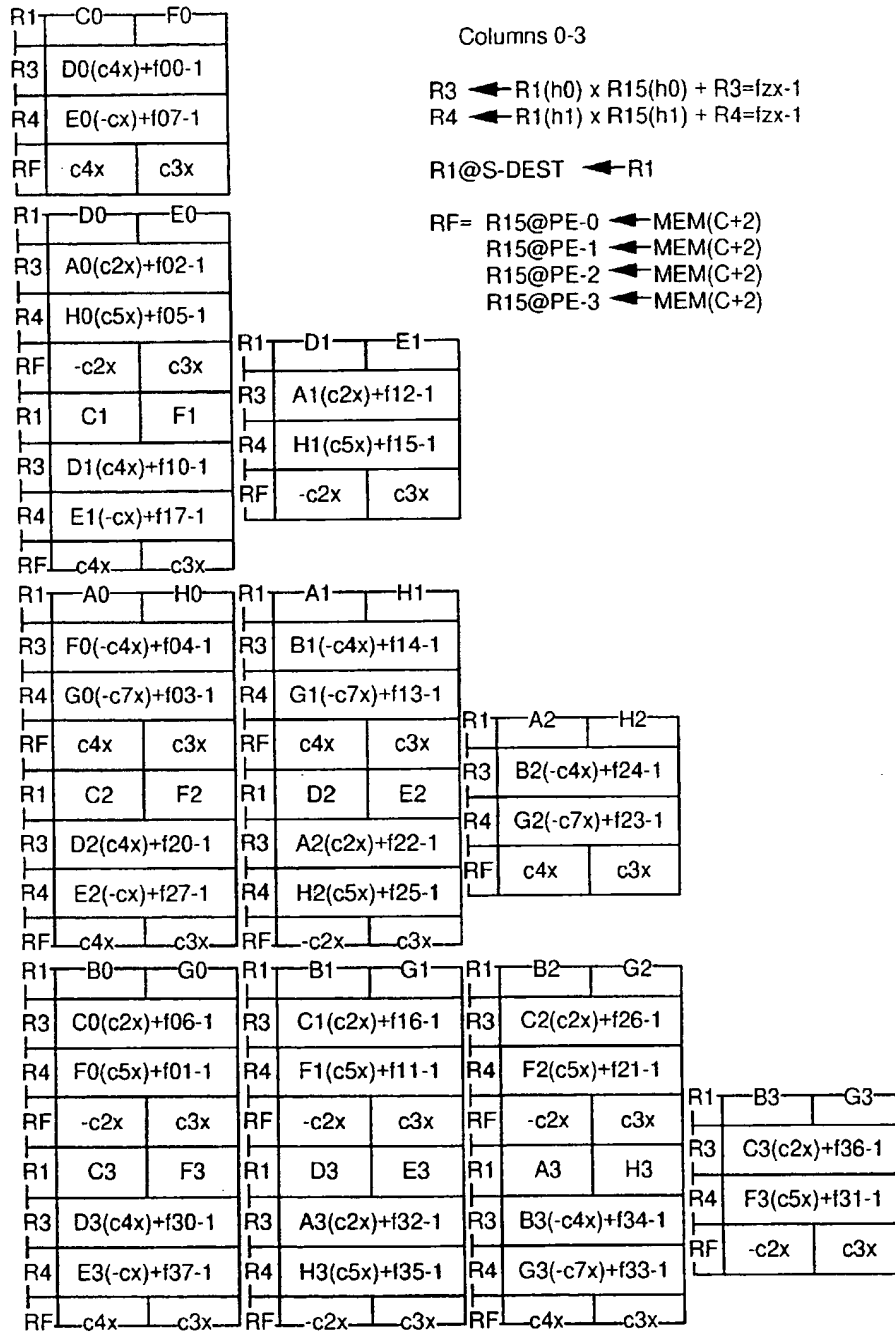 R1 C0 F0
R3 D0(c4x)+f00-1
R4 E0(-cx)+f07-1
RF c4x c3x
Columns 0-3
R3 ← R1(h0) x R15(h0) + R3=fzx-1
R4 ← R1(h1) x R15(h1) + R4=fzx-1
R1@S-DEST ← R1
RF= R15@PE-0 ← MEM(C+2)
R15@PE-1 ← MEM(C+2)
R15@PE-2 ← MEM(C+2)
R15@PE-3 ← MEM(C+2)
R1 D0 E0
R3 A0(c2x)+f02-1
R4 H0(c5x)+f05-1
RF -c2x c3x
R1 C1 F1
R3 D1(c4x)+f10-1
R4 E1(-cx)+f17-1
RF c4x c3x
R1 D1 E1
R3 A1(c2x)+f12-1
R4 H1(c5x)+f15-1
RF -c2x c3x
R1 A0 H0
R3 F0(-c4x)+f04-1
R4 G0(-c7x)+f03-1
RF c4x c3x
R1 C2 F2
R3 D2(c4x)+f20-1
R4 E2(-cx)+f27-1
RF c4x c3x
R1 A1 H1
R3 B1(-c4x)+f14-1
R4 G1(-c7x)+f13-1
RF c4x c3x
R1 D2 E2
R3 A2(c2x)+f22-1
R4 H2(c5x)+f25-1
RF -c2x c3x
R1 A2 H2
R3 B2(-c4x)+f24-1
R4 G2(-c7x)+f23-1
RF c4x c3x
R1 B0 G0
R3 C0(c2x)+f06-1
R4 F0(c5x)+f01-1
RF -c2x c3x
R1 C3 F3
R3 D3(c4x)+f30-1
R4 E3(-cx)+f37-1
RF c4x c3x
R1 B1 G1
R3 C1(c2x)+f16-1
R4 F1(c5x)+f11-1
RF -c2x c3x
R1 D3 E3
R3 A3(c2x)+f32-1
R4 H3(c5x)+f35-1
RF -c2x c3x
R1 B2 G2
R3 C2(c2x)+f26-1
R4 F2(c5x)+f21-1
RF -c2x c3x
R1 A3 H3
R3 B3(-c4x)+f34-1
R4 G3(-c7x)+f33-1
RF c4x c3x
R1 B3 G3
R3 C3(c2x)+f36-1
R4 F3(c5x)+f31-1
RF -c2x c3x